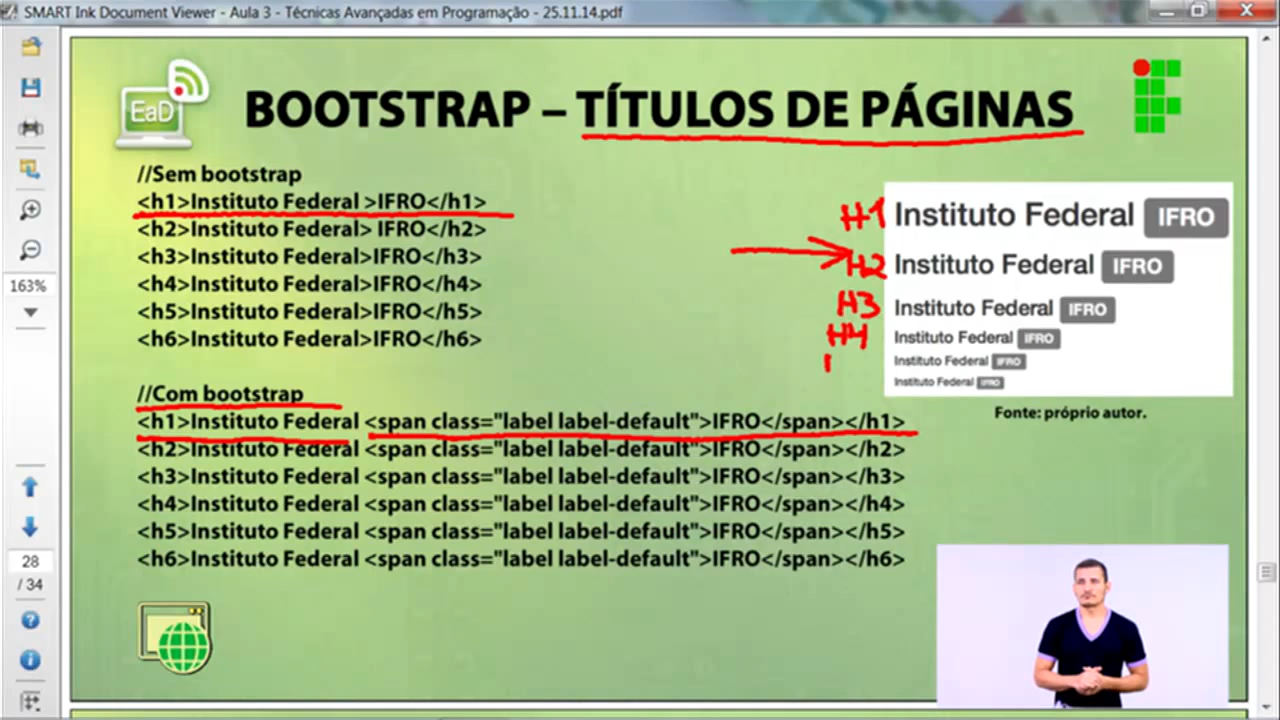 SMART Ink Document Viewer - Aula 3 - Técnicas Avançadas em Programação - 25.11.14.pdf
EaD
BOOTSTRAP – TÍTULOS DE PÁGINAS
//Sem bootstrap
<h1>Instituto Federal >IFRO</h1>
<h2>Instituto Federal> IFRO</h2>
<h3>Instituto Federal>IFRO</h3>
<h4>Instituto Federal>IFRO</h4>
<h5>Instituto Federal>IFRO</h5>
<h6>Instituto Federal>IFRO</h6>
H1 Instituto Federal IFRO
H2 Instituto Federal IFRO
H3 Instituto Federal IFRO
H4 Instituto Federal IFRO
Instituto Federal IFRO
Instituto Federal IFRO
Fonte: próprio autor.
//Com bootstrap
<h1>Instituto Federal <span class="label label-default">IFRO</span></h1>
<h2>Instituto Federal <span class="label label-default">IFRO</span></h2>
<h3>Instituto Federal <span class="label label-default">IFRO</span></h3>
<h4>Instituto Federal <span class="label label-default">IFRO</span></h4>
<h5>Instituto Federal <span class="label label-default">IFRO</span></h5>
<h6>Instituto Federal <span class="label label-default">IFRO</span></h6>
163%
28
/ 34